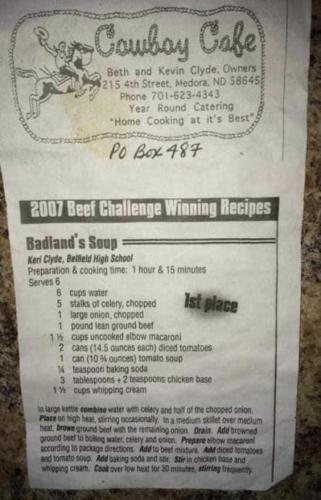 Cowboy Cafe
Beth and Kevin Clyde, Owners
215 4th Street, Medora, ND 58645
Phone 701-623-4343
Year Round Catering
"Home Cooking at it's Best"
PO Box 487
2007 Beef Challenge Winning Recipes
Badland's Soup
Keri Clyde, Belfield High School
Preparation & cooking time: 1 hour & 15 minutes
Serves 6
1st place
6 cups water
5 stalks of celery, chopped
1 large onion, chopped
1 pound lean ground beef
1 ½ cups uncooked elbow macaroni
2 cans (14.5 ounces each) diced tomatoes
1 can (10 ¾ ounces) tomato soup
¼ teaspoon baking soda
3 tablespoons + 2 teaspoons chicken base
1 ½ cups whipping cream
In large kettle combine water with celery and half of the chopped onion.
Place on high heat, stirring occasionally. In a medium skillet over medium
heat, brown ground beef with the remaining onion. Drain. Add browned
ground beef to boiling water, celery and onion. Prepare elbow macaroni
according to package directions. Add to beef mixture. Add diced tomatoes
and tomato soup. Add baking soda and stir. Stir in chicken base and
whipping cream. Cook over low heat for 30 minutes, stirring frequently.